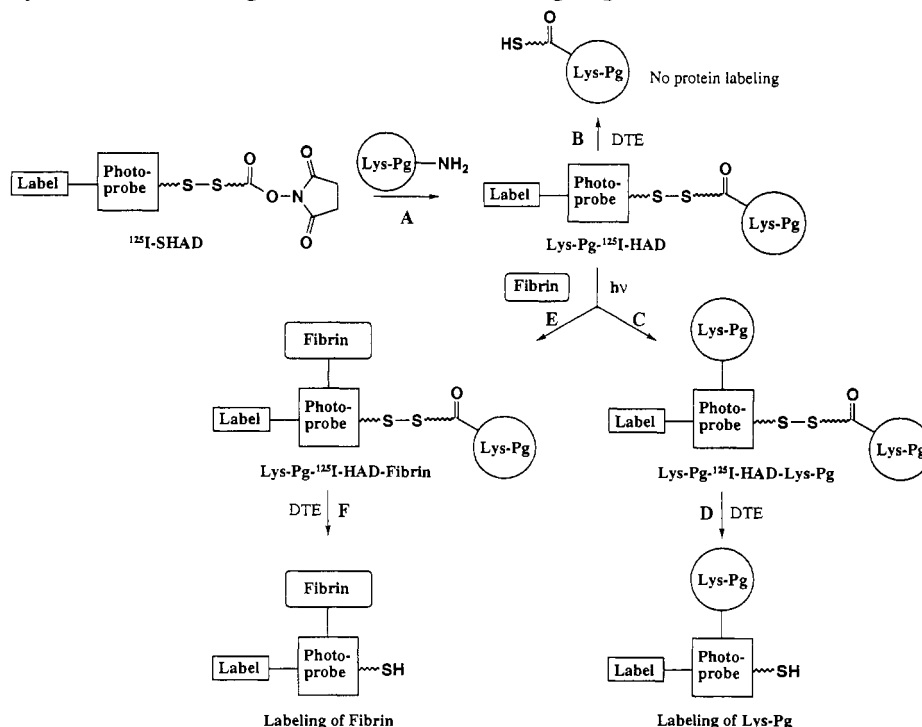 O
HS
Lys-Pg
No protein labeling
B DTE
Label
Photo-
probe
S S
O
O N
O
O
¹²⁵I-SHAD
Lys-Pg NH₂
A
Label
Photo-
probe
S S
O
Lys-Pg
Lys-Pg-¹²⁵I-HAD
Fibrin
hν
E
C
Fibrin
Label
Photo-
probe
S S
O
Lys-Pg
Lys-Pg-¹²⁵I-HAD-Fibrin
Lys-Pg
Label
Photo-
probe
S S
O
Lys-Pg
Lys-Pg-¹²⁵I-HAD-Lys-Pg
DTE F
D DTE
Fibrin
Label
Photo-
probe
SH
Labeling of Fibrin
Lys-Pg
Label
Photo-
probe
SH
Labeling of Lys-Pg